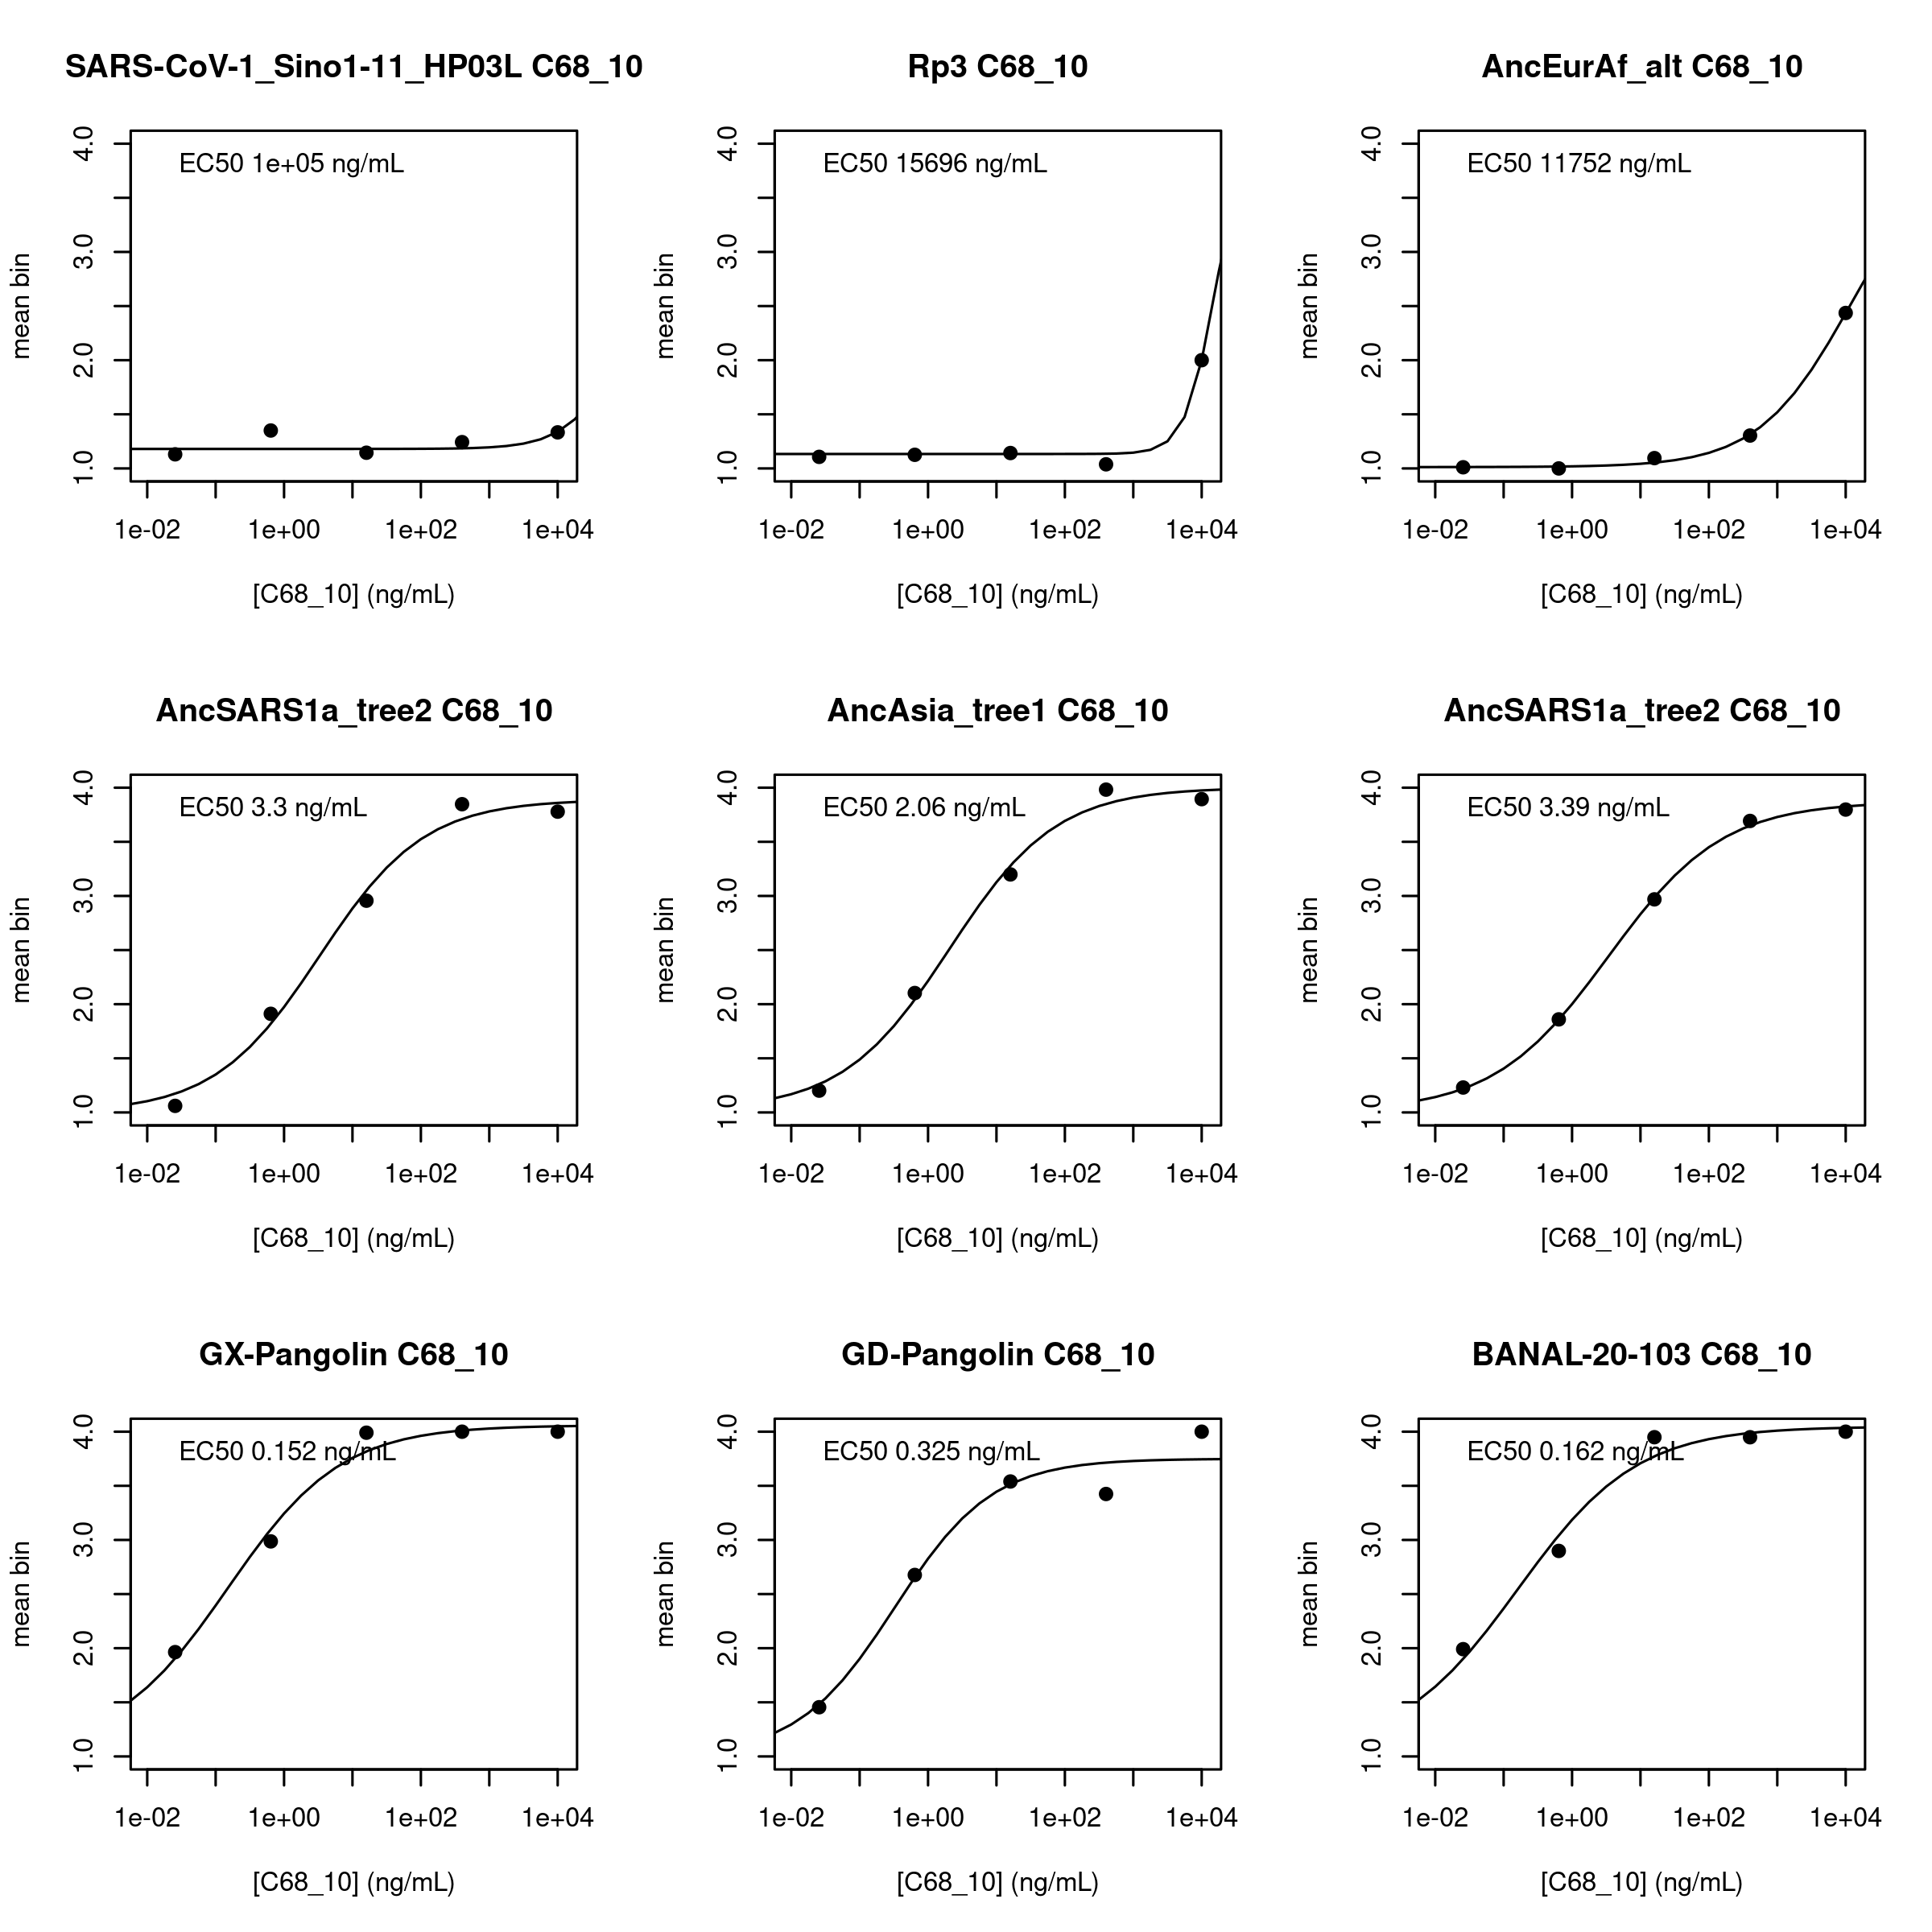 SARS-CoV-1_Sino1-11_HP03L C68_10
EC50 1e+05 ng/mL
mean bin
1.0 2.0 3.0 4.0
1e-02 1e+00 1e+02 1e+04
[C68_10] (ng/mL)
Rp3 C68_10
EC50 15696 ng/mL
mean bin
1.0 2.0 3.0 4.0
1e-02 1e+00 1e+02 1e+04
[C68_10] (ng/mL)
AncEurAf_alt C68_10
EC50 11752 ng/mL
mean bin
1.0 2.0 3.0 4.0
1e-02 1e+00 1e+02 1e+04
[C68_10] (ng/mL)
AncSARS1a_tree2 C68_10
EC50 3.3 ng/mL
mean bin
1.0 2.0 3.0 4.0
1e-02 1e+00 1e+02 1e+04
[C68_10] (ng/mL)
AncAsia_tree1 C68_10
EC50 2.06 ng/mL
mean bin
1.0 2.0 3.0 4.0
1e-02 1e+00 1e+02 1e+04
[C68_10] (ng/mL)
AncSARS1a_tree2 C68_10
EC50 3.39 ng/mL
mean bin
1.0 2.0 3.0 4.0
1e-02 1e+00 1e+02 1e+04
[C68_10] (ng/mL)
GX-Pangolin C68_10
EC50 0.152 ng/mL
mean bin
1.0 2.0 3.0 4.0
1e-02 1e+00 1e+02 1e+04
[C68_10] (ng/mL)
GD-Pangolin C68_10
EC50 0.325 ng/mL
mean bin
1.0 2.0 3.0 4.0
1e-02 1e+00 1e+02 1e+04
[C68_10] (ng/mL)
BANAL-20-103 C68_10
EC50 0.162 ng/mL
mean bin
1.0 2.0 3.0 4.0
1e-02 1e+00 1e+02 1e+04
[C68_10] (ng/mL)